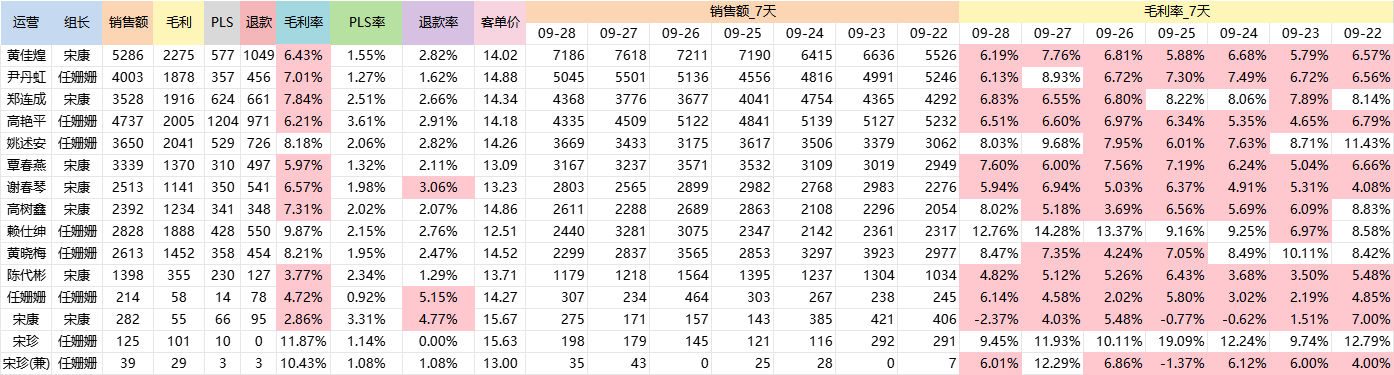 运营 组长 销售额 毛利 PLS 退款 毛利率 PLS率 退款率 客单价 销售额_7天 毛利率_7天
09-28 09-27 09-26 09-25 09-24 09-23 09-22 09-28 09-27 09-26 09-25 09-24 09-23 09-22
黄佳煌 宋康 5286 2275 577 1049 6.43% 1.55% 2.82% 14.02 7186 7618 7211 7190 6415 6636 5526 6.19% 7.76% 6.81% 5.88% 6.68% 5.79% 6.57%
尹丹虹 任姗姗 4003 1878 357 456 7.01% 1.27% 1.62% 14.88 5045 5501 5136 4556 4816 4991 5246 6.13% 8.93% 6.72% 7.30% 7.49% 6.72% 6.56%
郑连成 宋康 3528 1916 624 661 7.84% 2.51% 2.66% 14.34 4368 3776 3677 4041 4754 4365 4292 6.83% 6.55% 6.80% 8.22% 8.06% 7.89% 8.14%
高艳平 任姗姗 4737 2005 1204 971 6.21% 3.61% 2.91% 14.18 4335 4509 5122 4841 5139 5127 5232 6.51% 6.60% 6.97% 6.34% 5.35% 4.65% 6.79%
姚述安 任姗姗 3650 2041 529 726 8.18% 2.06% 2.82% 14.26 3669 3433 3175 3617 3506 3379 3062 8.03% 9.68% 7.95% 6.01% 7.63% 8.71% 11.43%
覃春燕 宋康 3339 1370 310 497 5.97% 1.32% 2.11% 13.09 3167 3237 3571 3532 3109 3019 2949 7.60% 6.00% 7.56% 7.19% 6.24% 5.04% 6.66%
谢春琴 宋康 2513 1141 350 541 6.57% 1.98% 3.06% 13.23 2803 2565 2899 2982 2768 2983 2276 5.94% 6.94% 5.03% 6.37% 4.91% 5.31% 4.08%
高树鑫 宋康 2392 1234 341 348 7.31% 2.02% 2.07% 14.86 2611 2288 2689 2863 2108 2296 2054 8.02% 5.18% 3.69% 6.56% 5.69% 6.09% 8.83%
赖仕绅 任姗姗 2828 1888 428 550 9.87% 2.15% 2.76% 12.51 2440 3281 3075 2347 2142 2361 2317 12.76% 14.28% 13.37% 9.16% 9.25% 6.97% 8.58%
黄晓梅 任姗姗 2613 1452 358 454 8.21% 1.95% 2.47% 14.52 2299 2837 3565 2853 3297 3923 2977 8.47% 7.35% 4.24% 7.05% 8.49% 10.11% 8.42%
陈代彬 宋康 1398 355 230 127 3.77% 2.34% 1.29% 13.71 1179 1218 1564 1395 1237 1304 1034 4.82% 5.12% 5.26% 6.43% 3.68% 3.50% 5.48%
任姗姗 任姗姗 214 58 14 78 4.72% 0.92% 5.15% 14.27 307 234 464 303 267 238 245 6.14% 4.58% 2.02% 5.80% 3.02% 2.19% 4.85%
宋康 宋康 282 55 66 95 2.86% 3.31% 4.77% 15.67 275 171 157 143 385 421 406 -2.37% 4.03% 5.48% -0.77% -0.62% 1.51% 7.00%
宋珍 任姗姗 125 101 10 0 11.87% 1.14% 0.00% 15.63 198 179 145 121 116 292 291 9.45% 11.93% 10.11% 19.09% 12.24% 9.74% 12.79%
宋珍(兼) 任姗姗 39 29 3 3 10.43% 1.08% 1.08% 13.00 35 43 0 25 28 0 7 6.01% 12.29% 6.86% -1.37% 6.12% 6.00% 4.00%